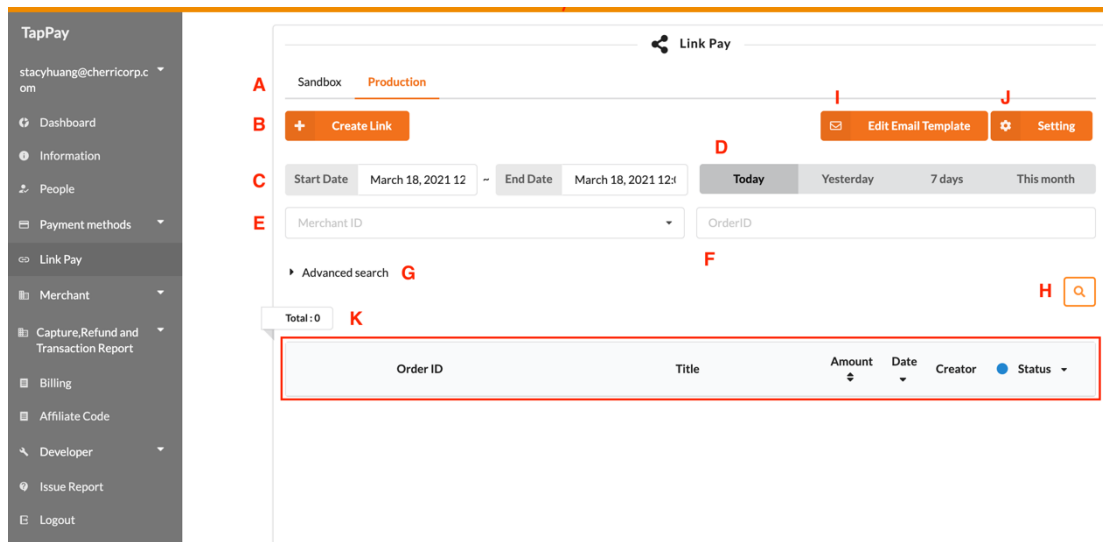 TapPay
stacyhuang@cherricorp.c
om
Dashboard
Information
People
Payment methods
Link Pay
Merchant
Capture,Refund and
Transaction Report
Billing
Affiliate Code
Developer
Issue Report
Logout
Link Pay
A Sandbox Production
I J
B Create Link Edit Email Template Setting
D
C Start Date March 18, 2021 12 ~ End Date March 18, 2021 12:0 Today Yesterday 7 days This month
E Merchant ID OrderID
F
Advanced search G
H
Total : 0 K
Order ID Title Amount Date Creator Status